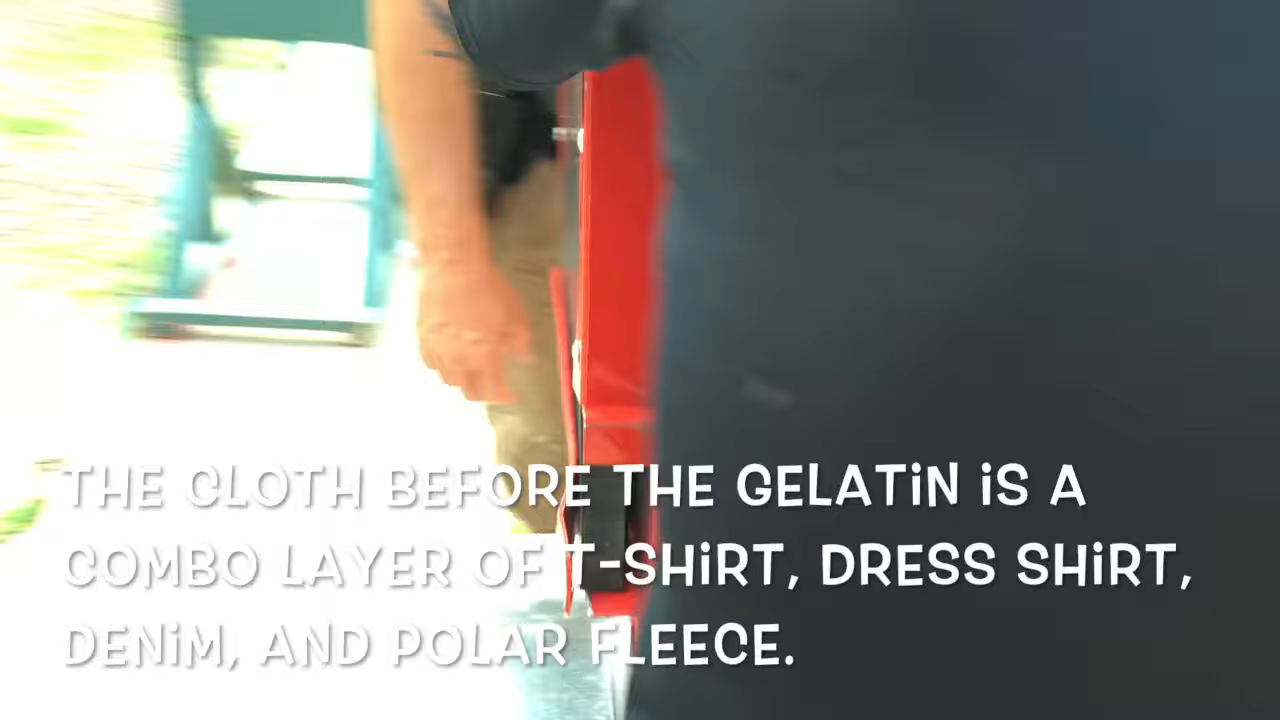 THE CLOTH BEFORE THE GELATIN IS A
COMBO LAYER OF T-SHIRT, DRESS SHIRT,
DENIM, AND POLAR FLEECE.